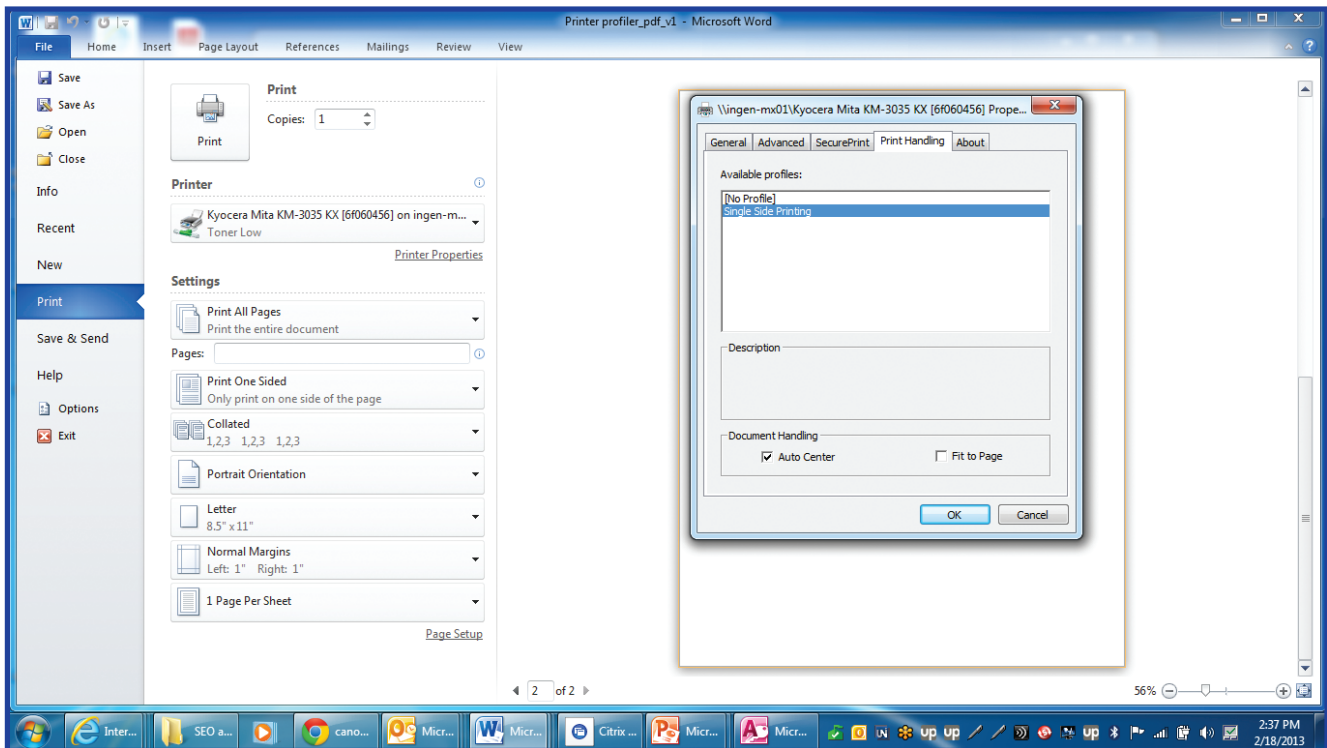 Printer profiler_pdf_v1 - Microsoft Word
File Home Insert Page Layout References Mailings Review View
Save
Save As
Open
Close
Info
Recent
New
Print
Save & Send
Help
Options
Exit
Print
Print
Copies: 1
Printer
Kyocera Mita KM-3035 KX [6f060456] on ingen-m...
Toner Low
Printer Properties
Settings
Print All Pages
Print the entire document
Pages:
Print One Sided
Only print on one side of the page
Collated
1,2,3 1,2,3 1,2,3
Portrait Orientation
Letter
8.5" x 11"
Normal Margins
Left: 1" Right: 1"
1 Page Per Sheet
Page Setup
\\ingen-mx01\Kyocera Mita KM-3035 KX [6f060456] Prope...
General Advanced SecurePrint Print Handling About
Available profiles:
[No Profile]
Single Side Printing
Description
Document Handling
Auto Center Fit to Page
OK Cancel
2 of 2
56%
Inter... SEO a... cano... Micr... Micr... Citrix ... Micr... Micr... up up up
2:37 PM
2/18/2013